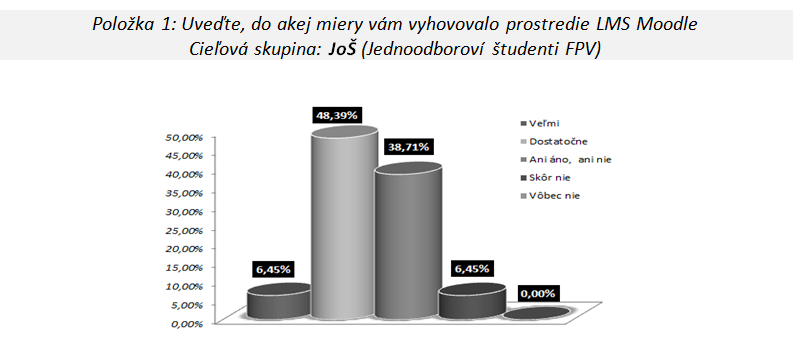 Položka 1: Uveďte, do akej miery vám vyhovovalo prostredie LMS Moodle
Cieľová skupina: JoŠ (Jednoodboroví študenti FPV)
48,39%
38,71%
6,45%
6,45%
0,00%
50,00%
45,00%
40,00%
35,00%
30,00%
25,00%
20,00%
15,00%
10,00%
5,00%
0,00%
Veľmi
Dostatočne
Ani áno, ani nie
Skôr nie
Vôbec nie